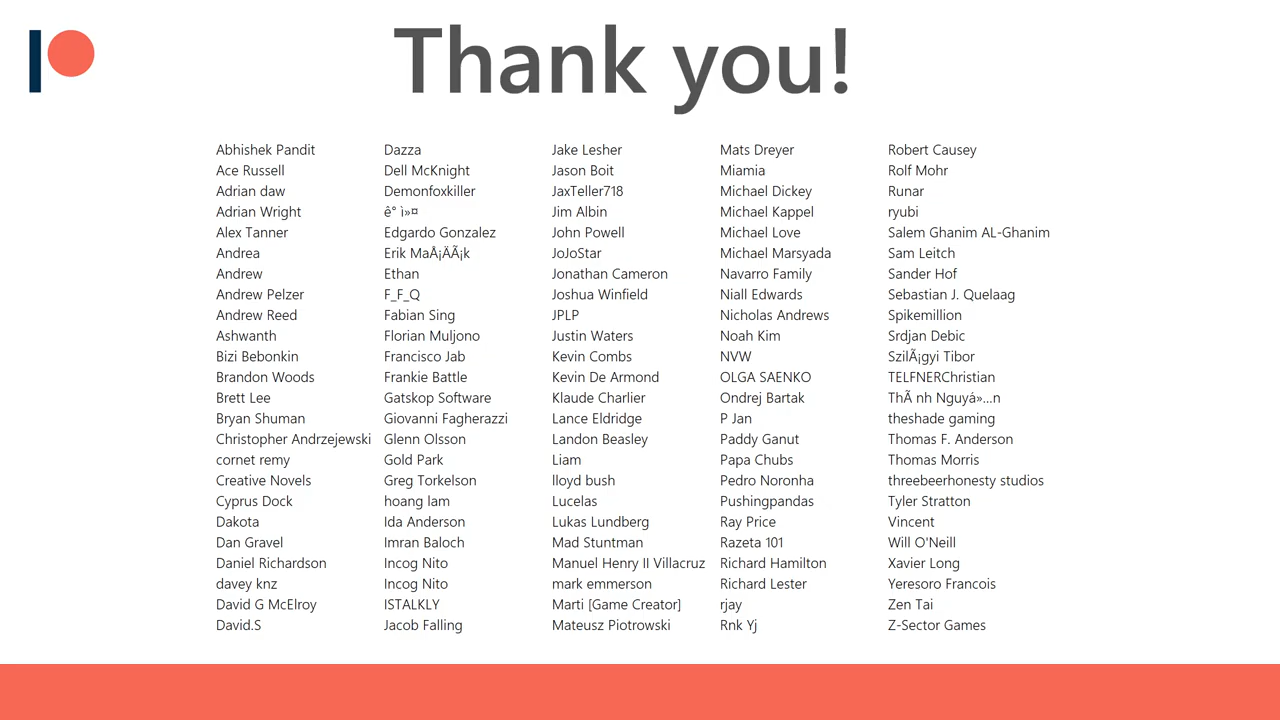 Thank you!
Abhishek Pandit
Ace Russell
Adrian daw
Adrian Wright
Alex Tanner
Andrea
Andrew
Andrew Pelzer
Andrew Reed
Ashwanth
Bizi Bebonkin
Brandon Woods
Brett Lee
Bryan Shuman
Christopher Andrzejewski
cornet remy
Creative Novels
Cyprus Dock
Dakota
Dan Gravel
Daniel Richardson
davey knz
David G McElroy
David.S
Dazza
Dell McKnight
Demonfoxkiller
ê° ì»¤
Edgardo Gonzalez
Erik MaÅ¡ÄÃ¡k
Ethan
F_F_Q
Fabian Sing
Florian Muljono
Francisco Jab
Frankie Battle
Gatskop Software
Giovanni Fagherazzi
Glenn Olsson
Gold Park
Greg Torkelson
hoang lam
Ida Anderson
Imran Baloch
Incog Nito
Incog Nito
ISTALKLY
Jacob Falling
Jake Lesher
Jason Boit
JaxTeller718
Jim Albin
John Powell
JoJoStar
Jonathan Cameron
Joshua Winfield
JPLP
Justin Waters
Kevin Combs
Kevin De Armond
Klaude Charlier
Lance Eldridge
Landon Beasley
Liam
lloyd bush
Lucelas
Lukas Lundberg
Mad Stuntman
Manuel Henry II Villacruz
mark emmerson
Marti [Game Creator]
Mateusz Piotrowski
Mats Dreyer
Miamia
Michael Dickey
Michael Kappel
Michael Love
Michael Marsyada
Navarro Family
Niall Edwards
Nicholas Andrews
Noah Kim
NVW
OLGA SAENKO
Ondrej Bartak
P Jan
Paddy Ganut
Papa Chubs
Pedro Noronha
Pushingpandas
Ray Price
Razeta 101
Richard Hamilton
Richard Lester
rjay
Rnk Yj
Robert Causey
Rolf Mohr
Runar
ryubi
Salem Ghanim AL-Ghanim
Sam Leitch
Sander Hof
Sebastian J. Quelaag
Spikemillion
Srdjan Debic
SzilÃ¡gyi Tibor
TELFNERChristian
ThÃ nh Nguyá»…n
theshade gaming
Thomas F. Anderson
Thomas Morris
threebeerhonesty studios
Tyler Stratton
Vincent
Will O'Neill
Xavier Long
Yeresoro Francois
Zen Tai
Z-Sector Games